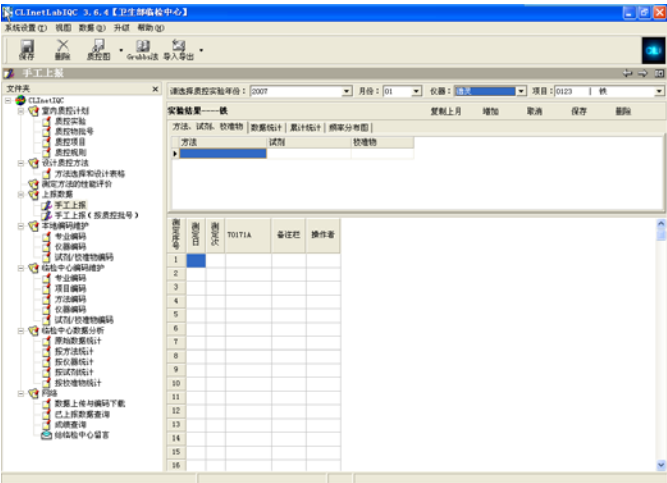 CLInetLabIQC 3.6.4【卫生部临检中心】
系统设置(I) 视图 数据(Q) 升级 帮助(H)
保存 删除 质控图 Grubbs法 导入导出
手工上报
文件夹
CLInetIQC
室内质控计划
质控实验
质控物批号
质控项目
质控规则
设计质控方法
方法选择和设计表格
测定方法的性能评价
上报数据
手工上报
手工上报(按质控批号)
本地编码维护
专业编码
仪器编码
试剂/校准物编码
临检中心编码维护
专业编码
项目编码
方法编码
仪器编码
试剂/校准物编码
临检中心数据分析
原始数据统计
按方法统计
按仪器统计
按试剂统计
按校准物统计
网络
数据上传与编码下载
已上报数据查询
成绩查询
给临检中心留言
请选择质控实验年份: 2007 月份: 01 仪器: 项目: 0123 | 铁
实验结果----铁 复制上月 增加 取消 保存 删除
方法、试剂、校准物 数据统计 累计统计 频率分布图
方法 试剂 校准物
测定序号 测定日 测定次 T0171A 备注栏 操作者
1
2
3
4
5
6
7
8
9
10
11
12
13
14
15
16